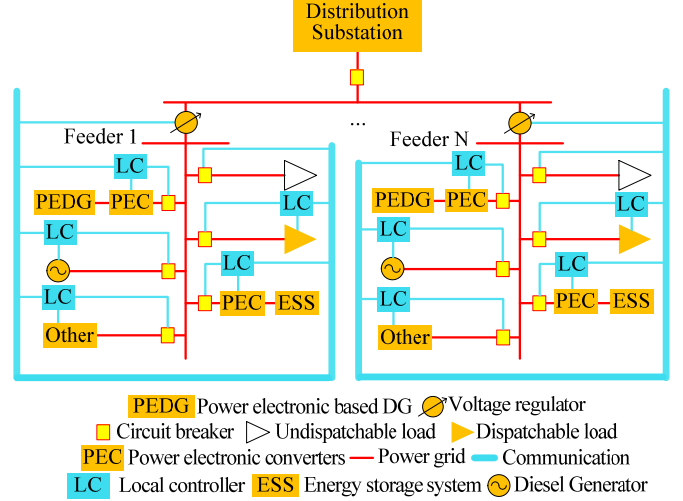 Distribution
Substation
...
Feeder 1
Feeder N
LC
LC
PEDG
PEC
LC
LC
PEDG
PEC
LC
LC
LC
LC
LC
LC
PEC
ESS
LC
LC
PEC
ESS
Other
Other
PEDG Power electronic based DG Voltage regulator
Circuit breaker Undispatchable load Dispatchable load
PEC Power electronic converters Power grid Communication
LC Local controller ESS Energy storage system Diesel Generator